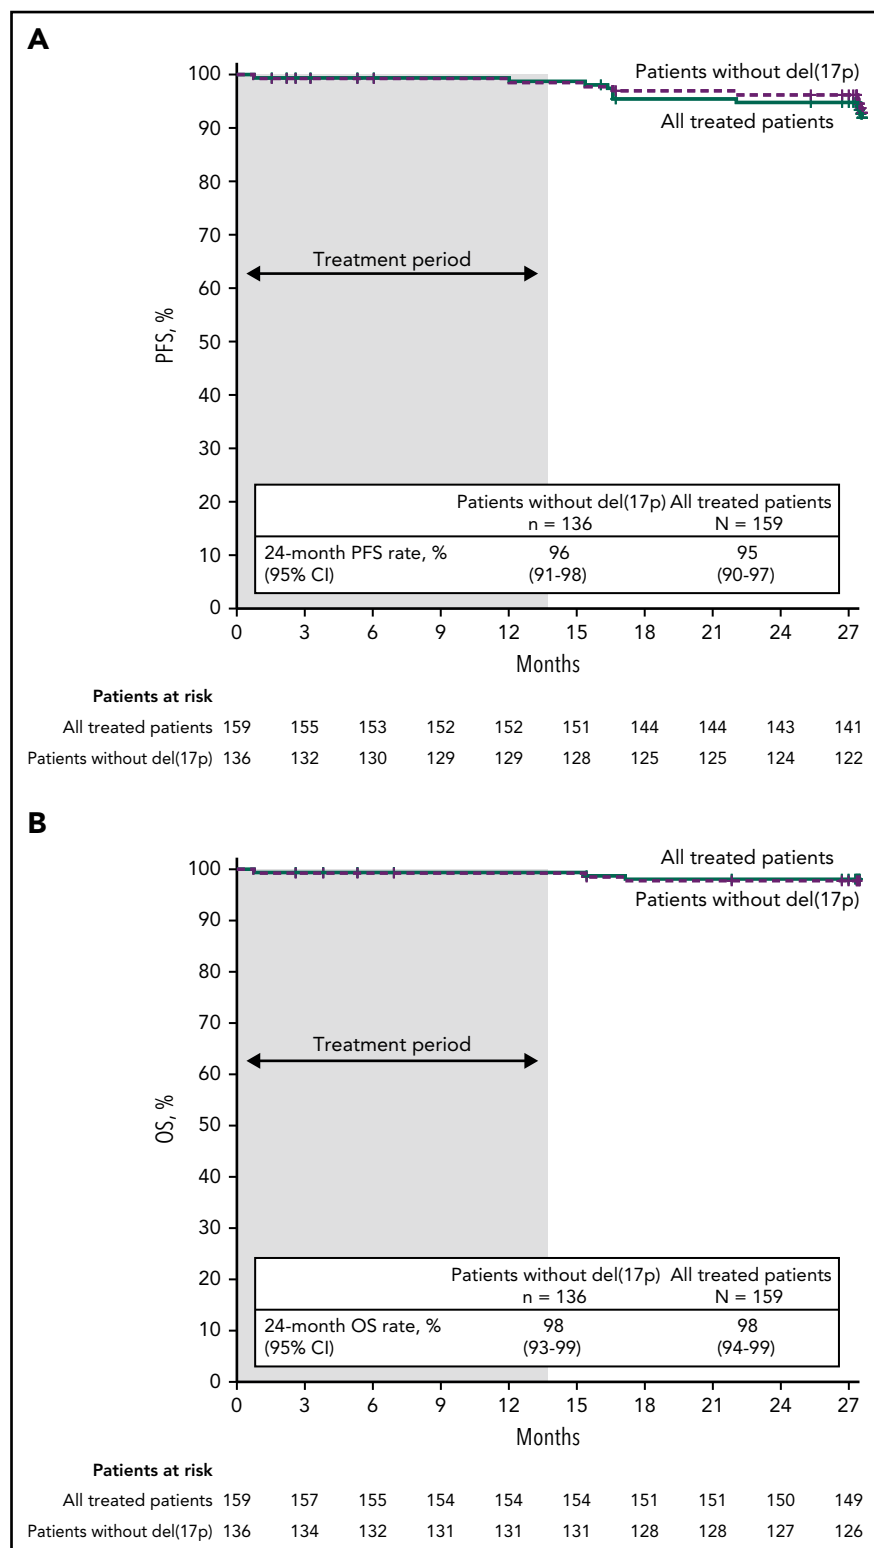 A
100
90
80
70
60
50
40
30
20
10
0
PFS, %
Patients without del(17p)
All treated patients
Treatment period
Patients without del(17p) All treated patients
n = 136 N = 159
24-month PFS rate, % 96 95
(95% CI) (91-98) (90-97)
0 3 6 9 12 15 18 21 24 27
Months
Patients at risk
All treated patients 159 155 153 152 152 151 144 144 143 141
Patients without del(17p) 136 132 130 129 129 128 125 125 124 122
B
100
90
80
70
60
50
40
30
20
10
0
OS, %
All treated patients
Patients without del(17p)
Treatment period
Patients without del(17p) All treated patients
n = 136 N = 159
24-month OS rate, % 98 98
(95% CI) (93-99) (94-99)
0 3 6 9 12 15 18 21 24 27
Months
Patients at risk
All treated patients 159 157 155 154 154 154 151 151 150 149
Patients without del(17p) 136 134 132 131 131 131 128 128 127 126